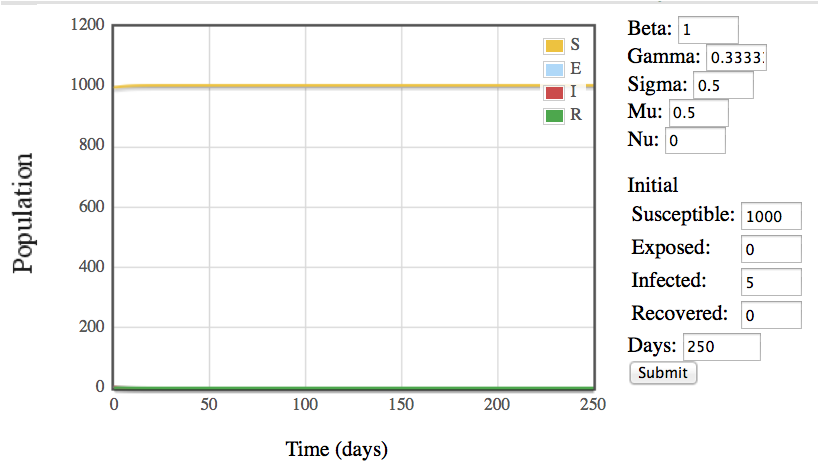 1200
1000
800
600
400
200
0
0 50 100 150 200 250
Population
Time (days)
S
E
I
R
Beta: 1
Gamma: 0.3333
Sigma: 0.5
Mu: 0.5
Nu: 0
Initial
Susceptible: 1000
Exposed: 0
Infected: 5
Recovered: 0
Days: 250
Submit